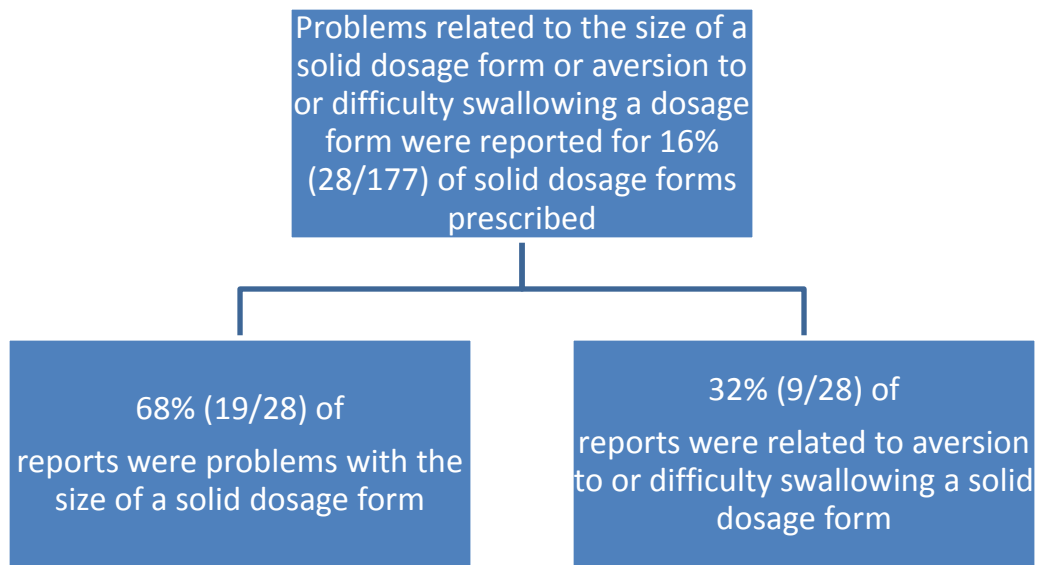 Problems related to the size of a
solid dosage form or aversion to
or difficulty swallowing a dosage
form were reported for 16%
(28/177) of solid dosage forms
prescribed
68% (19/28) of
reports were problems with the
size of a solid dosage form
32% (9/28) of
reports were related to aversion
to or difficulty swallowing a solid
dosage form